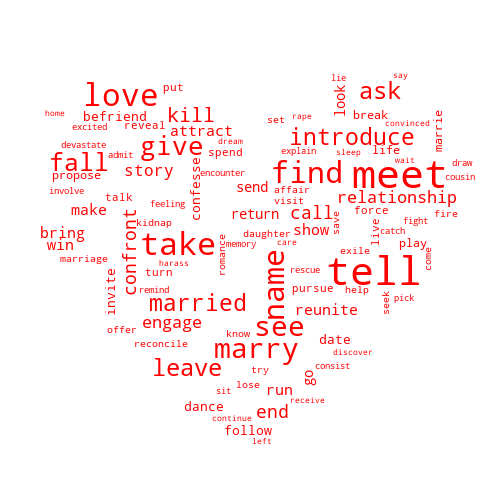 say
lie
put
love
look
ask
home
befriend
kill
set
rape
break
marrie
convinced
excited
reveal
attract
introduce
devastate
give
dream
explain
sleep
life
fall
admit
story
spend
confesse
encounter
find
meet
wait
draw
cousin
propose
involve
send
affair
relationship
make
talk
feeling
return
visit
call
save
force
fight
fire
bring
win
confront
kidnap
take
daughter
show
live
catch
play
marriage
turn
harass
romance
memory
care
name
rescue
exile
tell
come
invite
remind
married
pursue
help
seek
pick
offer
engage
see
reunite
reconcile
know
marry
date
discover
leave
try
go
consist
sit
lose
run
dance
continue
end
receive
follow
left